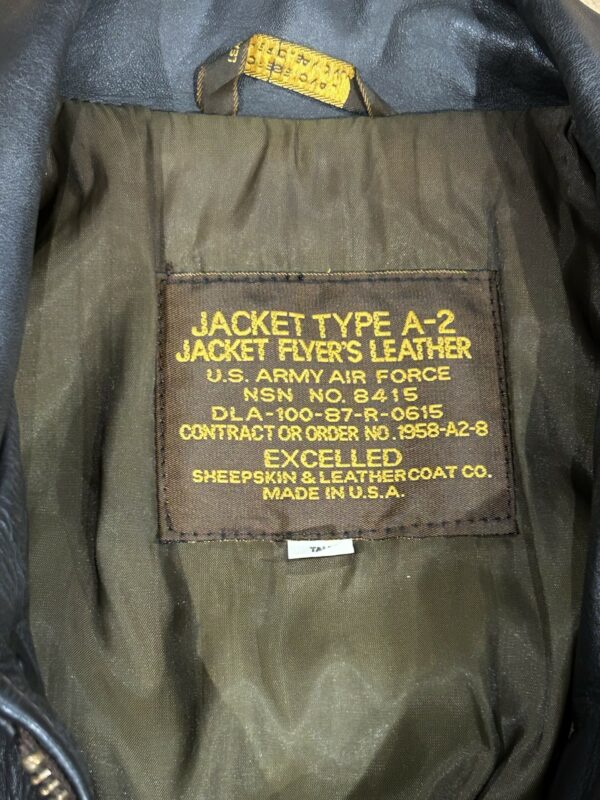 JACKET TYPE A-2
JACKET FLYER'S LEATHER
U.S. ARMY AIR FORCE
NSN NO. 8415
DLA-100-87-R-0615
CONTRACT OR ORDER NO. 1958-A2-8
EXCELLED
SHEEPSKIN & LEATHER COAT CO.
MADE IN U.S.A.